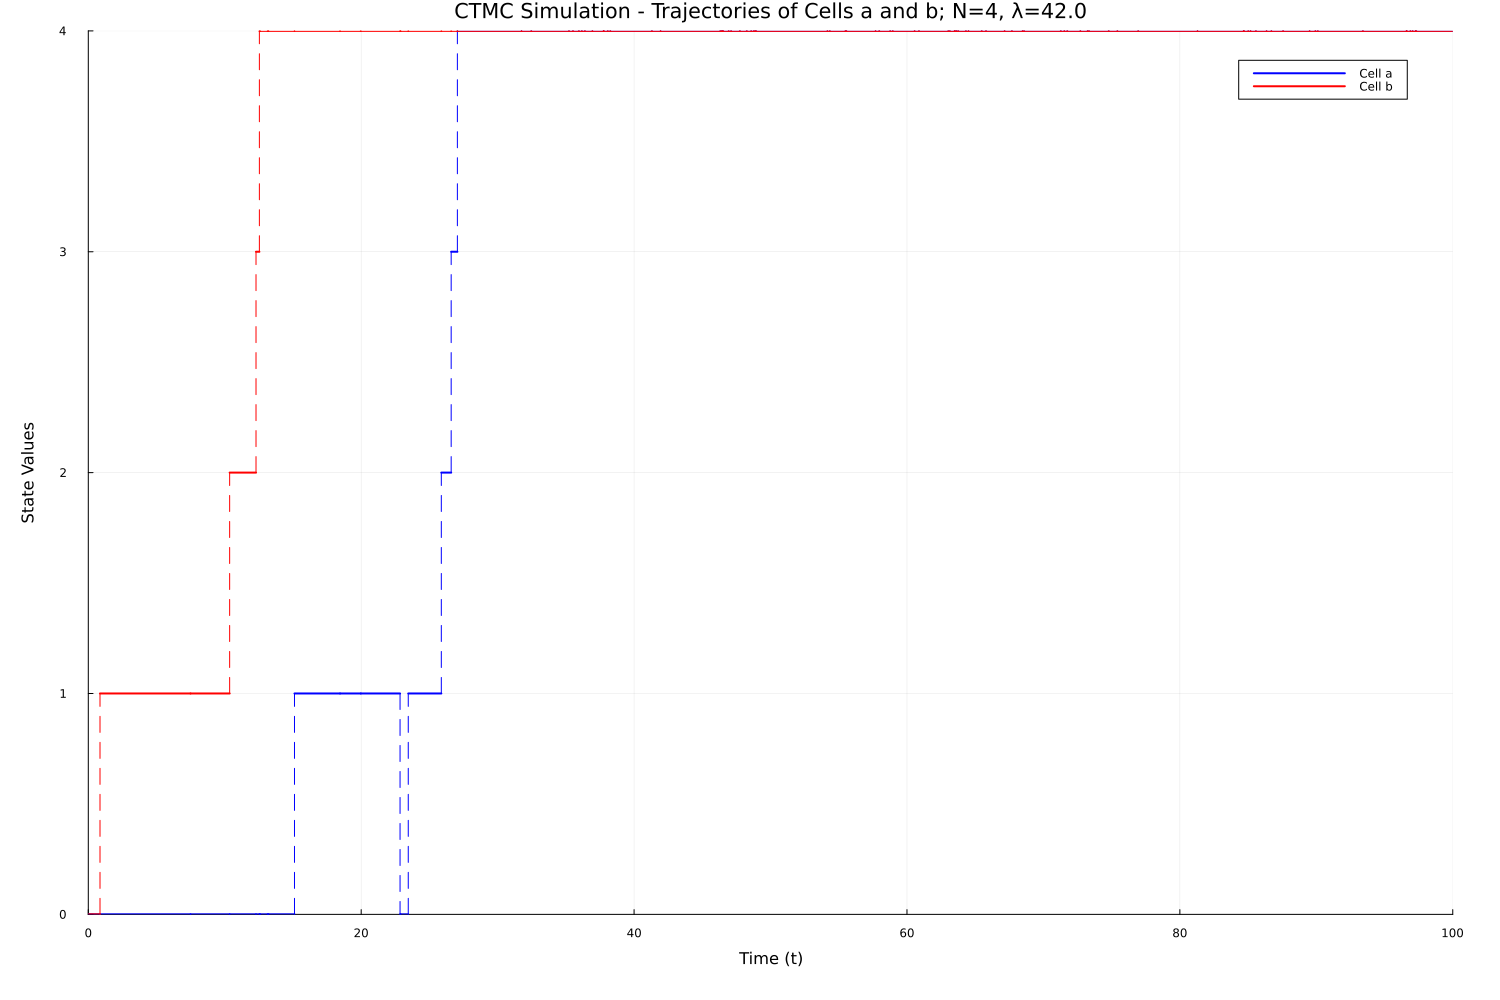 CTMC Simulation - Trajectories of Cells a and b; N=4, λ=42.0
4
Cell a
Cell b
3
State Values
2
1
0
0 20 40 60 80 100
Time (t)